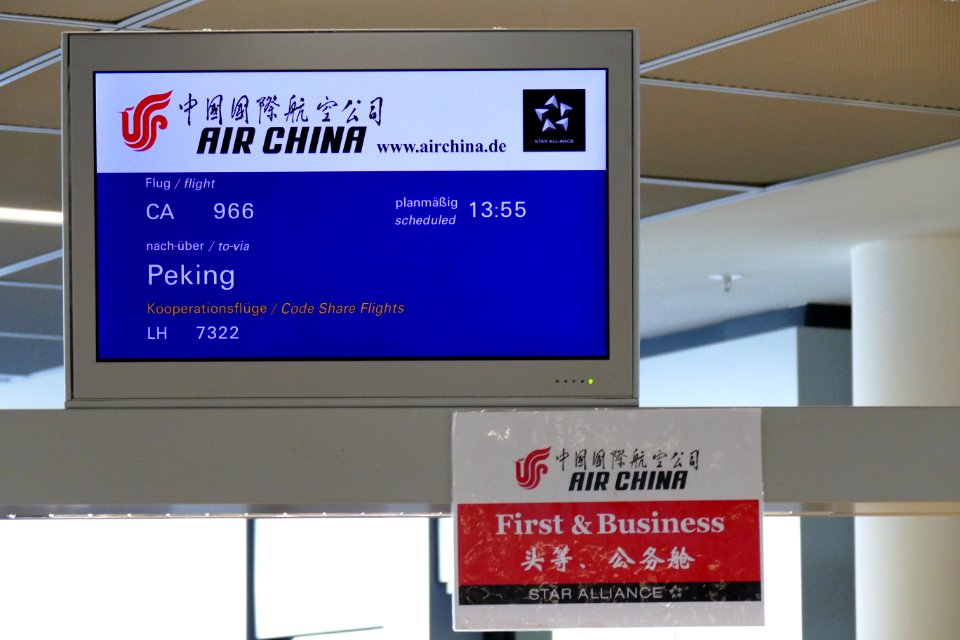 中国国際航空公司
AIR CHINA www.airchina.de
STAR ALLIANCE
Flug / flight
CA 966
planmäßig
scheduled 13:55
nach-über / to-via
Peking
Kooperationsflüge / Code Share Flights
LH 7322
中国国際航空公司
AIR CHINA
First & Business
头等、公务舱
STAR ALLIANCE